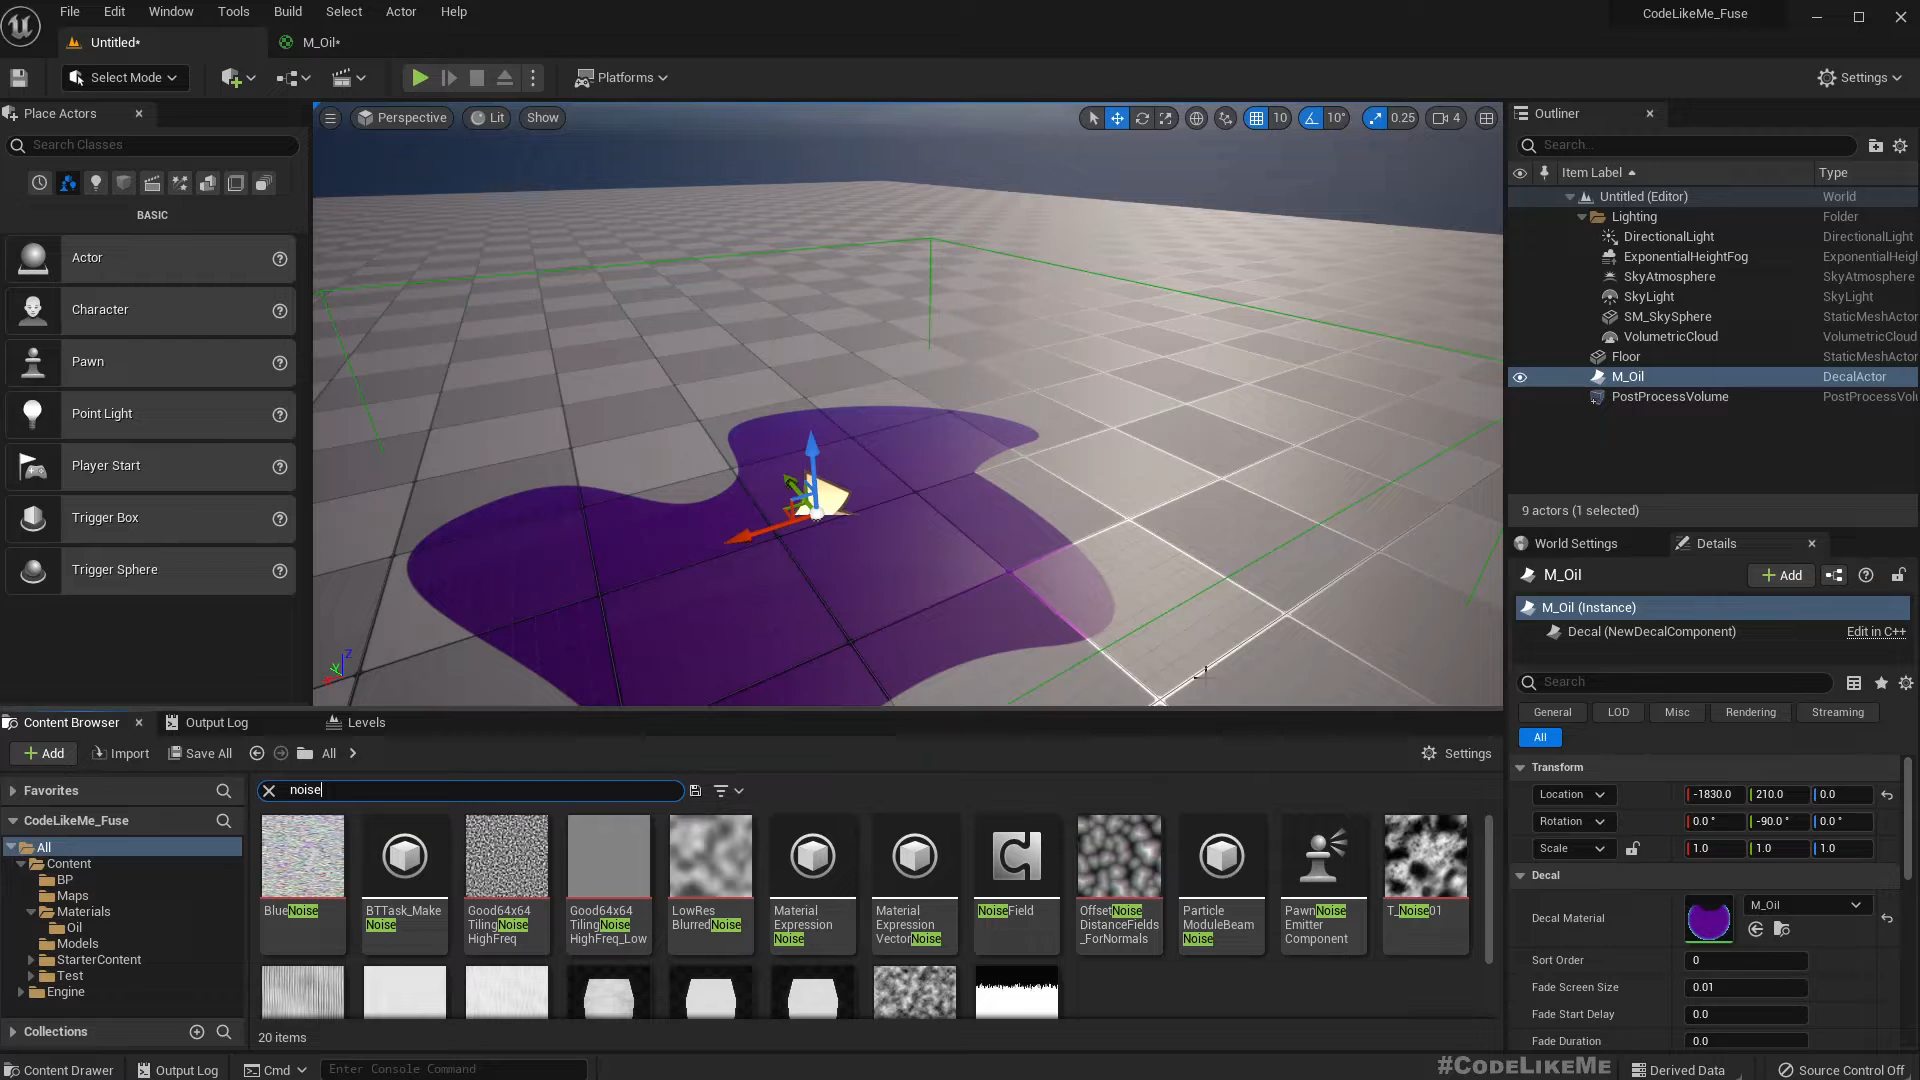 File Edit Window Tools Build Select Actor Help
CodeLikeMe_Fuse
Untitled*
M_Oil*
Select Mode
Platforms
Settings
Place Actors
Search Classes
BASIC
Actor
Character
Pawn
Point Light
Player Start
Trigger Box
Trigger Sphere
Perspective
Lit
Show
10
10°
0.25
4
Z
Y
X
Outliner
Search...
Item Label
Type
Untitled (Editor) World
Lighting Folder
DirectionalLight DirectionalLight
ExponentialHeightFog ExponentialHeigl
SkyAtmosphere SkyAtmosphere
SkyLight SkyLight
SM_SkySphere StaticMeshActor
VolumetricCloud VolumetricCloud
Floor StaticMeshActor
M_Oil DecalActor
PostProcessVolume PostProcessVolu
9 actors (1 selected)
World Settings
Details
M_Oil
Add
M_Oil (Instance)
Decal (NewDecalComponent)
Edit in C++
Search
General LOD Misc Rendering Streaming
All
Transform
Location -1830.0 210.0 0.0
Rotation 0.0° -90.0° 0.0°
Scale 1.0 1.0 1.0
Decal
Decal Material
M_Oil
Sort Order 0
Fade Screen Size 0.01
Fade Start Delay 0.0
Fade Duration 0.0
Content Browser
Output Log
Levels
Add
Import
Save All
All
Settings
Favorites
CodeLikeMe_Fuse
All
Content
BP
Maps
Materials
Oil
Models
StarterContent
Test
Engine
Collections
noise
BlueNoise
BTTask_Make
Noise
Good64x64
TilingNoise
HighFreq
Good64x64
TilingNoise
HighFreq_Low
LowRes
BlurredNoise
Material
Expression
Noise
Material
Expression
VectorNoise
NoiseField
OffsetNoise
DistanceFields
_ForNormals
Particle
ModuleBeam
Noise
PawnNoise
Emitter
Component
T_Noise01
20 items
Content Drawer
Output Log
Cmd
Enter Console Command
#CodeLikeMe
Derived Data
Source Control Off